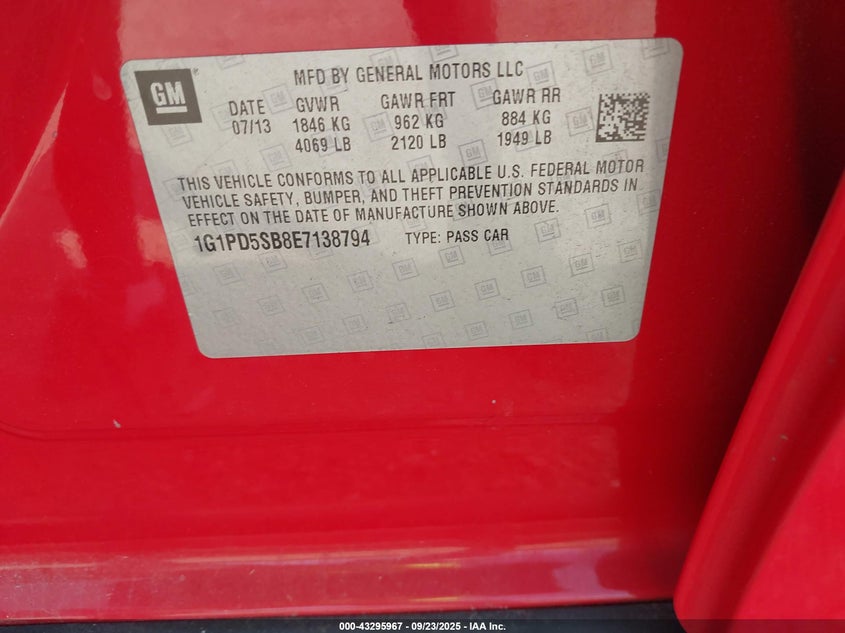 GM
MFD BY GENERAL MOTORS LLC
DATE GVWR GAWR FRT GAWR RR
07/13 1846 KG 962 KG 884 KG
4069 LB 2120 LB 1949 LB
THIS VEHICLE CONFORMS TO ALL APPLICABLE U.S. FEDERAL MOTOR
VEHICLE SAFETY, BUMPER, AND THEFT PREVENTION STANDARDS IN
EFFECT ON THE DATE OF MANUFACTURE SHOWN ABOVE.
1G1PD5SB8E7138794 TYPE: PASS CAR
000-43295967 - 09/23/2025 - IAA Inc.